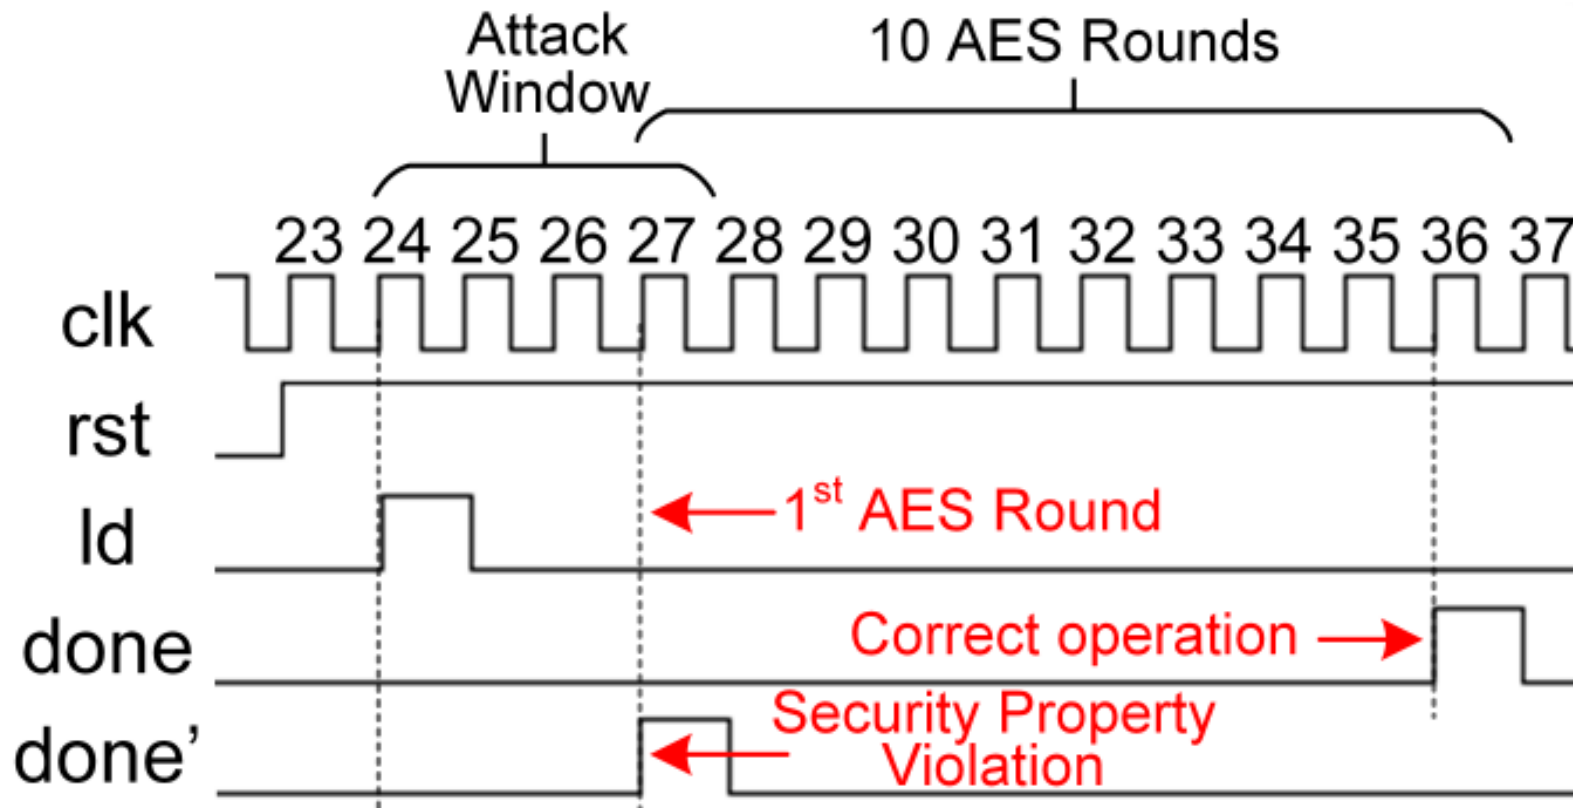 Attack
Window
10 AES Rounds
23 24 25 26 27 28 29 30 31 32 33 34 35 36 37
clk
rst
ld
1st AES Round
done
Correct operation
done’
Security Property
Violation